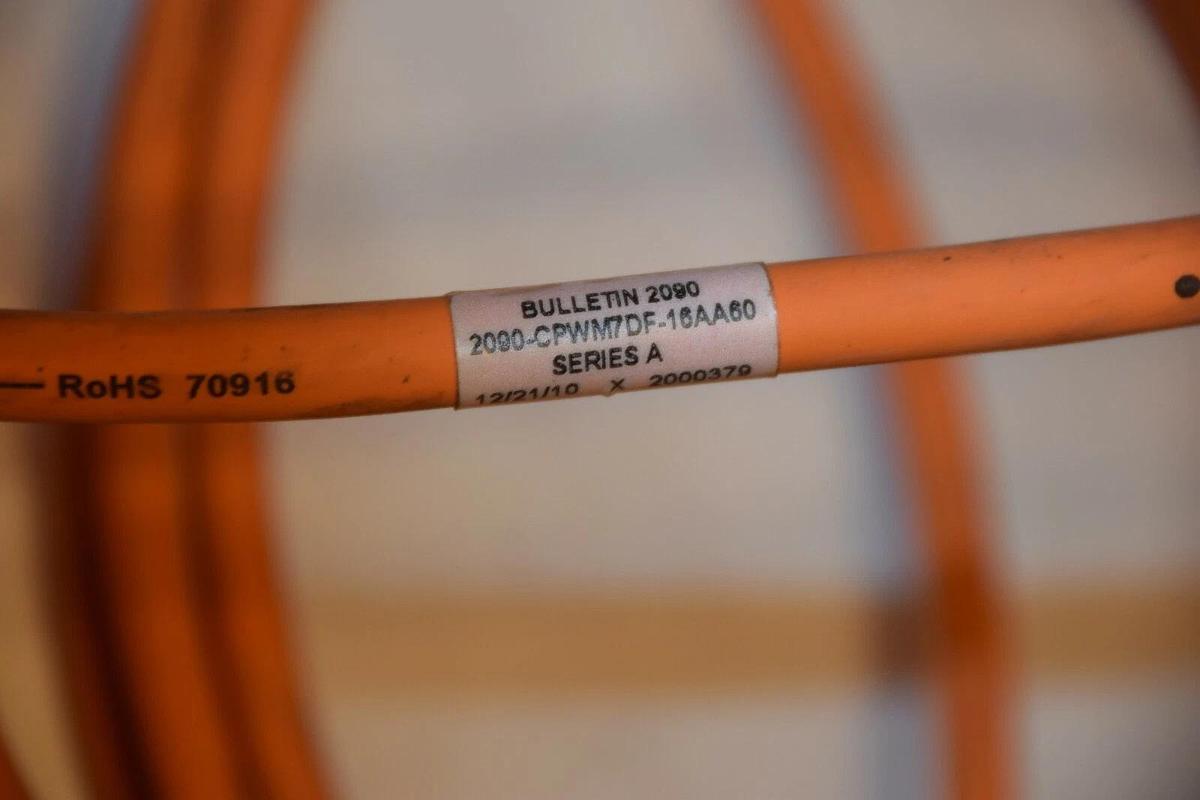 BULLETIN 2090
2090-CPWM7DF-16AA60
SERIES A
12/21/10 X 2000379
RoHS 70916